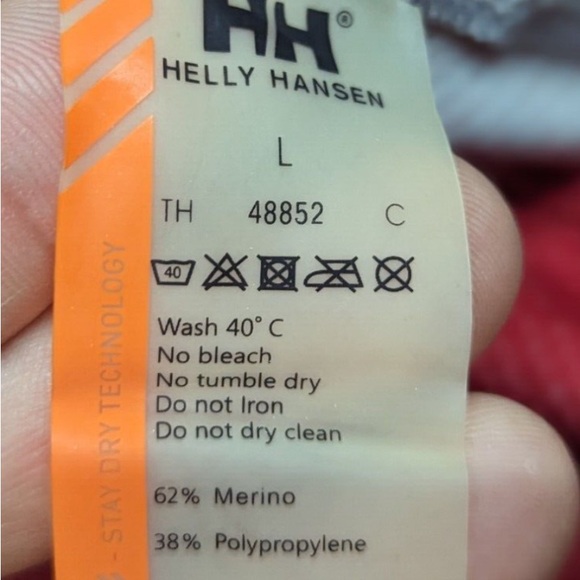 HH®
HELLY HANSEN
L
TH 48852 C
40
Wash 40° C
No bleach
No tumble dry
Do not Iron
Do not dry clean
62% Merino
38% Polypropylene
- STAY DRY TECHNOLOGY